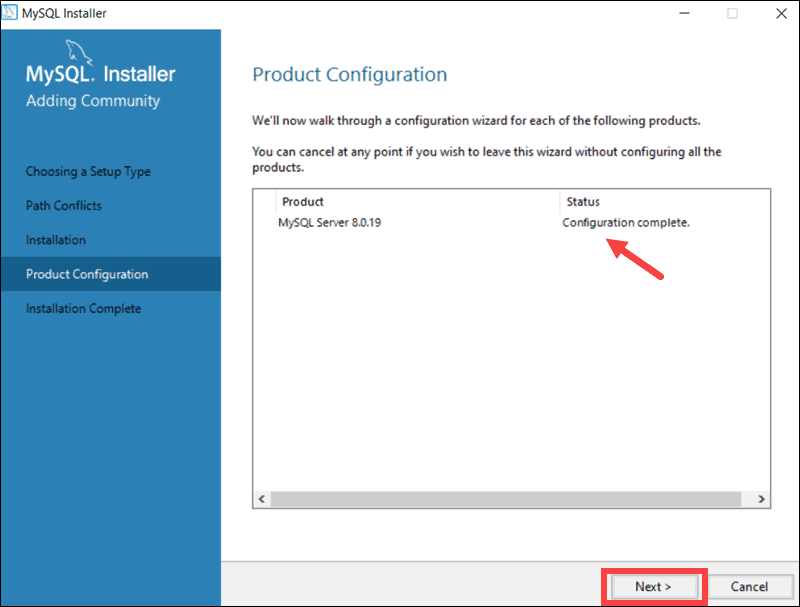 MySQL Installer
MySQL. Installer
Adding Community
Choosing a Setup Type
Path Conflicts
Installation
Product Configuration
Installation Complete
Product Configuration
We'll now walk through a configuration wizard for each of the following products.
You can cancel at any point if you wish to leave this wizard without configuring all the
products.
Product Status
MySQL Server 8.0.19 Configuration complete.
Next > Cancel